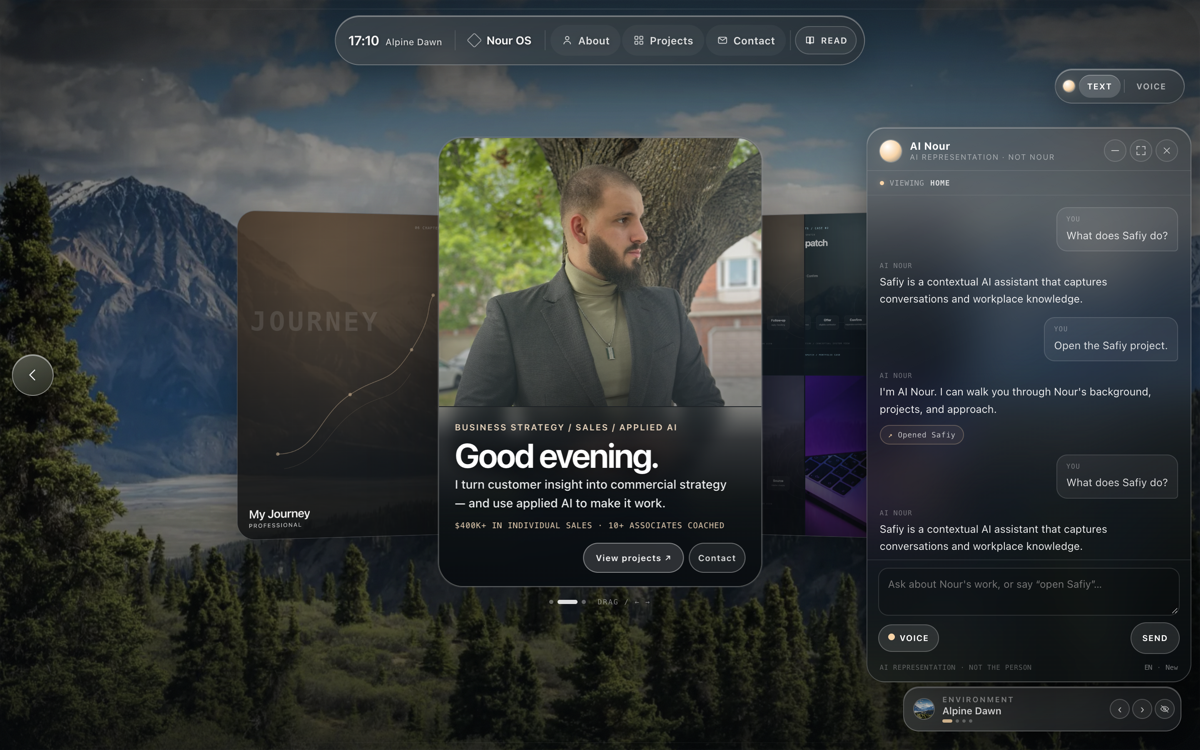 17:10 Alpine Dawn
Nour OS
About
Projects
Contact
READ
TEXT
VOICE
AI Nour
AI REPRESENTATION · NOT NOUR
VIEWING HOME
YOU
What does Safiy do?
AI NOUR
Safiy is a contextual AI assistant that captures
conversations and workplace knowledge.
YOU
Open the Safiy project.
AI NOUR
I'm AI Nour. I can walk you through Nour's background,
projects, and approach.
↗ Opened Safiy
YOU
What does Safiy do?
AI NOUR
Safiy is a contextual AI assistant that captures
conversations and workplace knowledge.
Ask about Nour's work, or say “open Safiy”…
VOICE
SEND
AI REPRESENTATION · NOT THE PERSON
EN · New
JOURNEY
My Journey
PROFESSIONAL
BUSINESS STRATEGY / SALES / APPLIED AI
Good evening.
I turn customer insight into commercial strategy
— and use applied AI to make it work.
$400K+ IN INDIVIDUAL SALES · 10+ ASSOCIATES COACHED
View projects ↗
Contact
patch
DRAG / ← →
ENVIRONMENT
Alpine Dawn